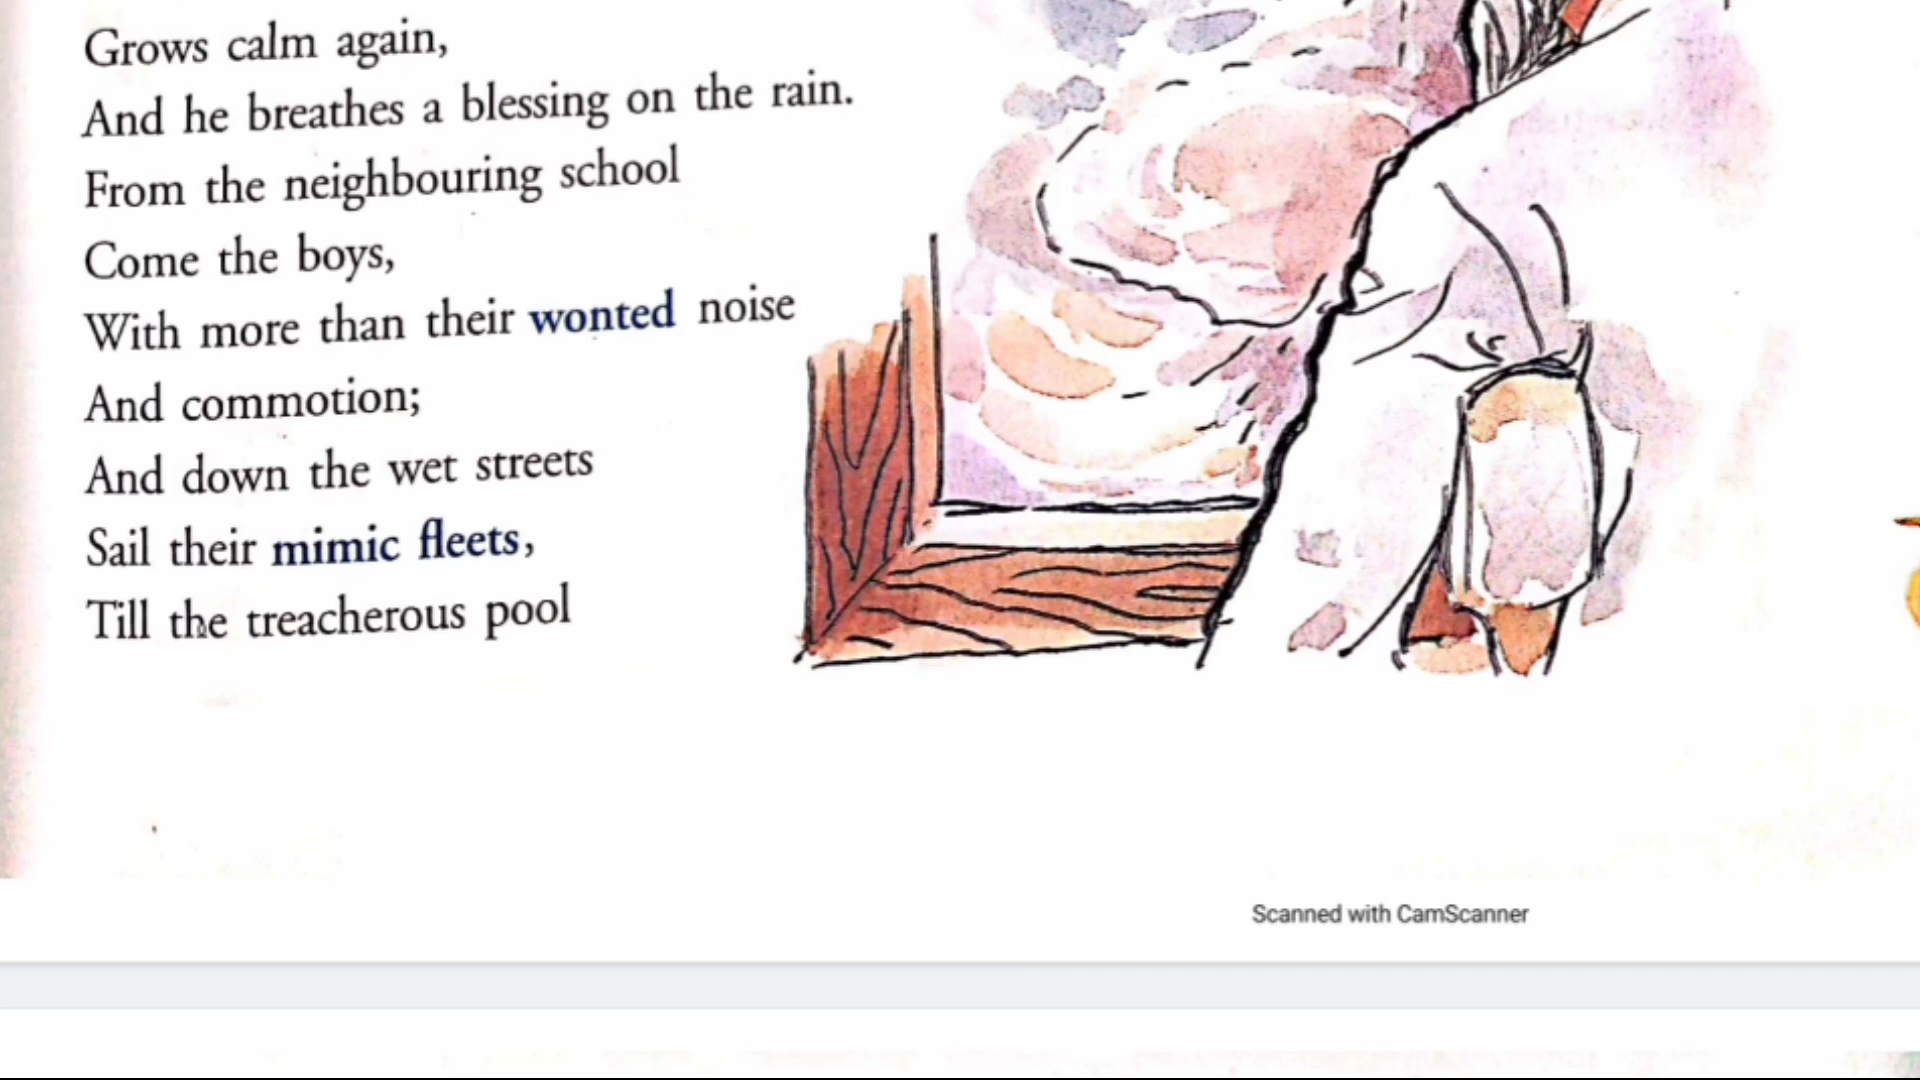 Grows calm again,
And he breathes a blessing on the rain.
From the neighbouring school
Come the boys,
With more than their wonted noise
And commotion;
And down the wet streets
Sail their mimic fleets,
Till the treacherous pool
Scanned with CamScanner